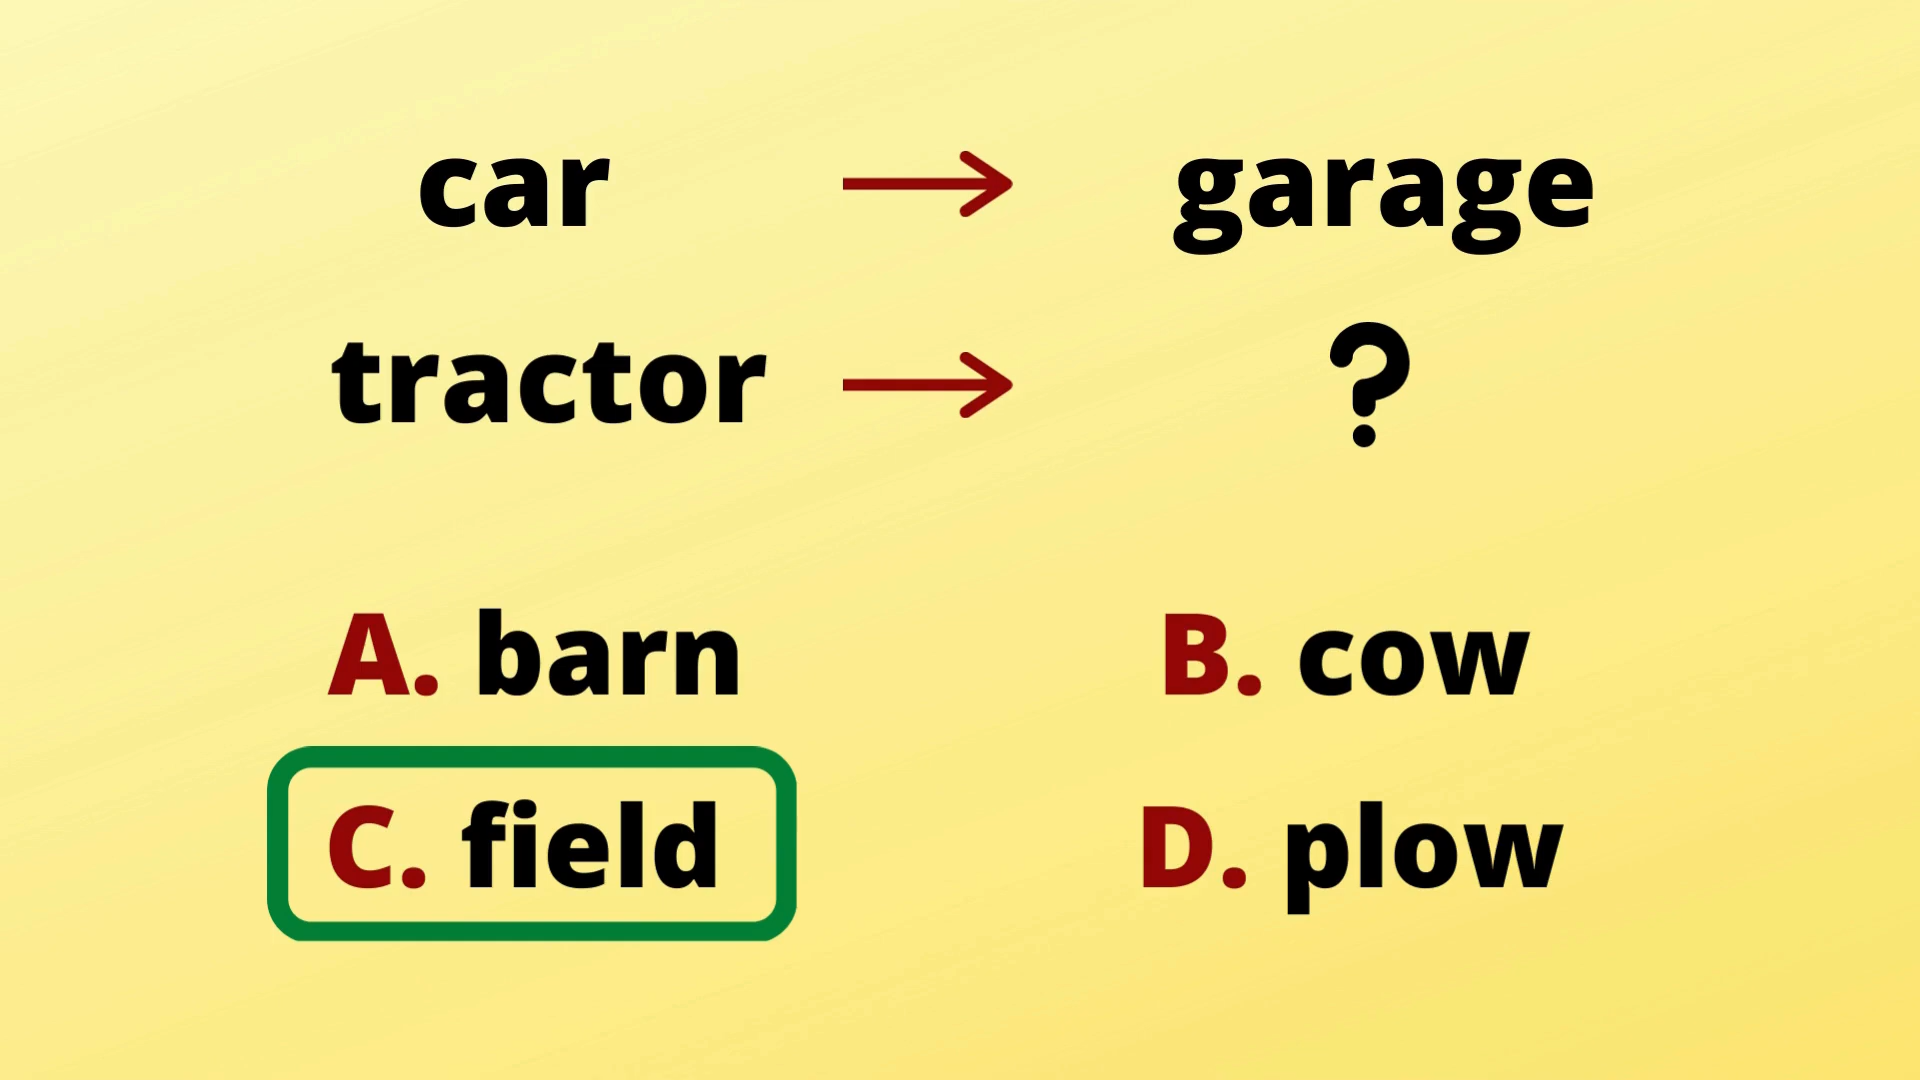 car → garage
tractor → ?
A. barn B. cow
C. field D. plow